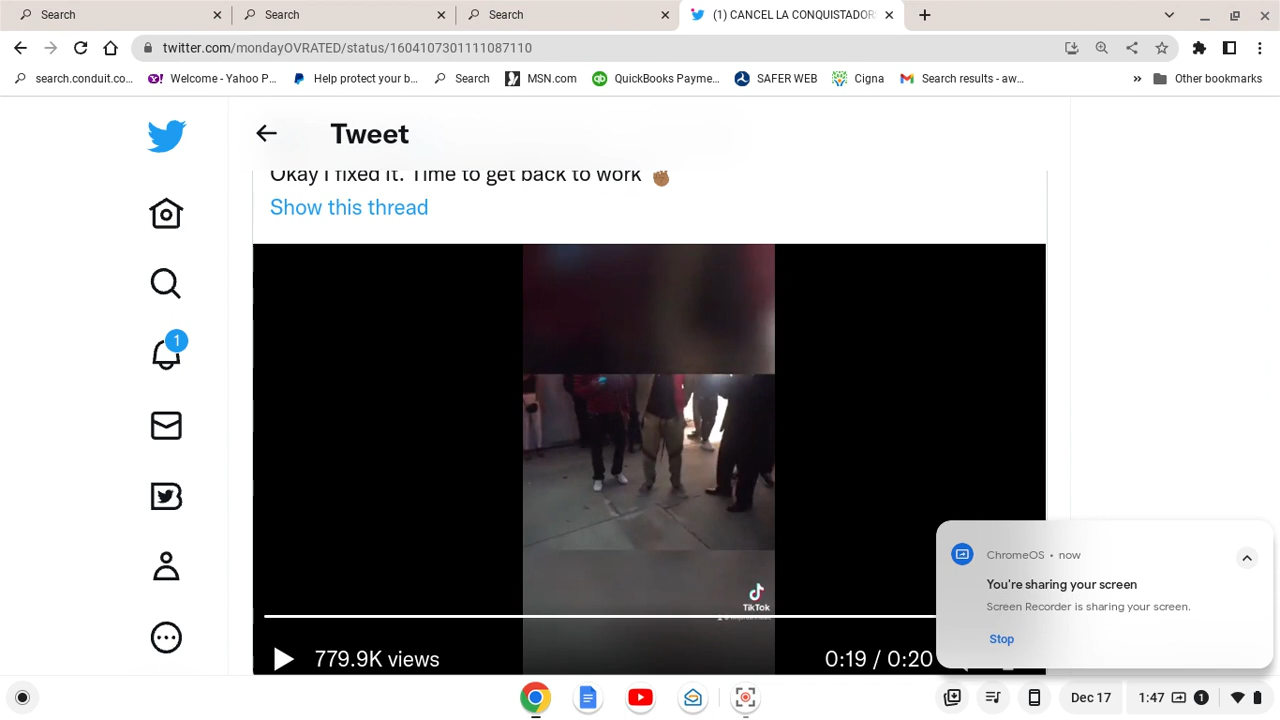 Search
Search
Search
(1) CANCEL LA CONQUISTADOR
twitter.com/mondayOVRATED/status/1604107301111087110
search.conduit.co...
Welcome - Yahoo P...
Help protect your b...
Search
MSN.com
QuickBooks Payme...
SAFER WEB
Cigna
Search results - aw...
»
Other bookmarks
Tweet
Okay I fixed it. Time to get back to work ✊🏾
Show this thread
1
TikTok
779.9K views
0:19 / 0:20
ChromeOS • now
You're sharing your screen
Screen Recorder is sharing your screen.
Stop
Dec 17
1:47
1